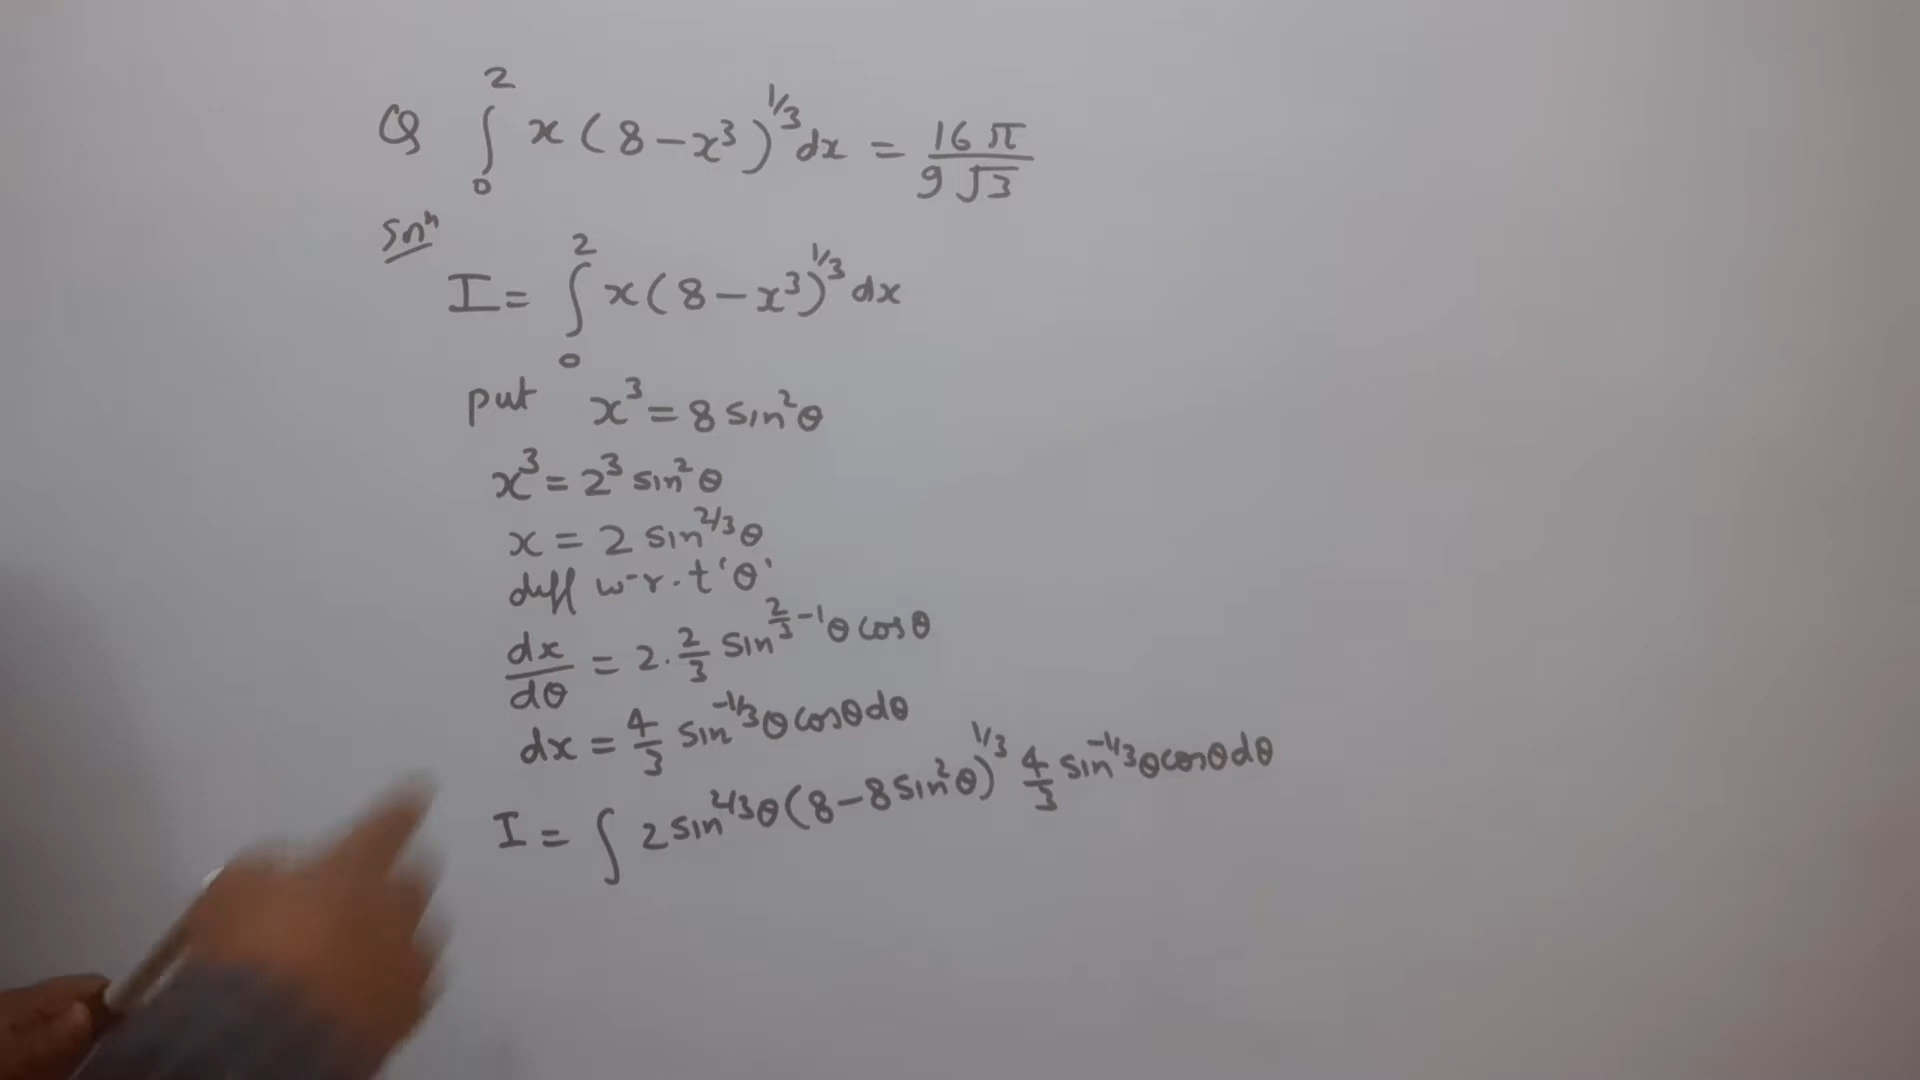 Q ∫₀² x(8-x³)^1/3 dx = 16π/9√3
Sn^n
I = ∫₀² x(8-x³)^1/3 dx
put x³ = 8 sin²θ
x³ = 2³ sin²θ
x = 2 sin^2/3 θ
diff w-r.t 'θ'
dx/dθ = 2. 2/3 sin^(2/3 -1) θ cosθ
dx = 4/3 sin^-1/3 θ cosθ dθ
I = ∫ 2 sin^2/3 θ (8-8sin²θ)^1/3 4/3 sin^-1/3 θ cosθ dθ